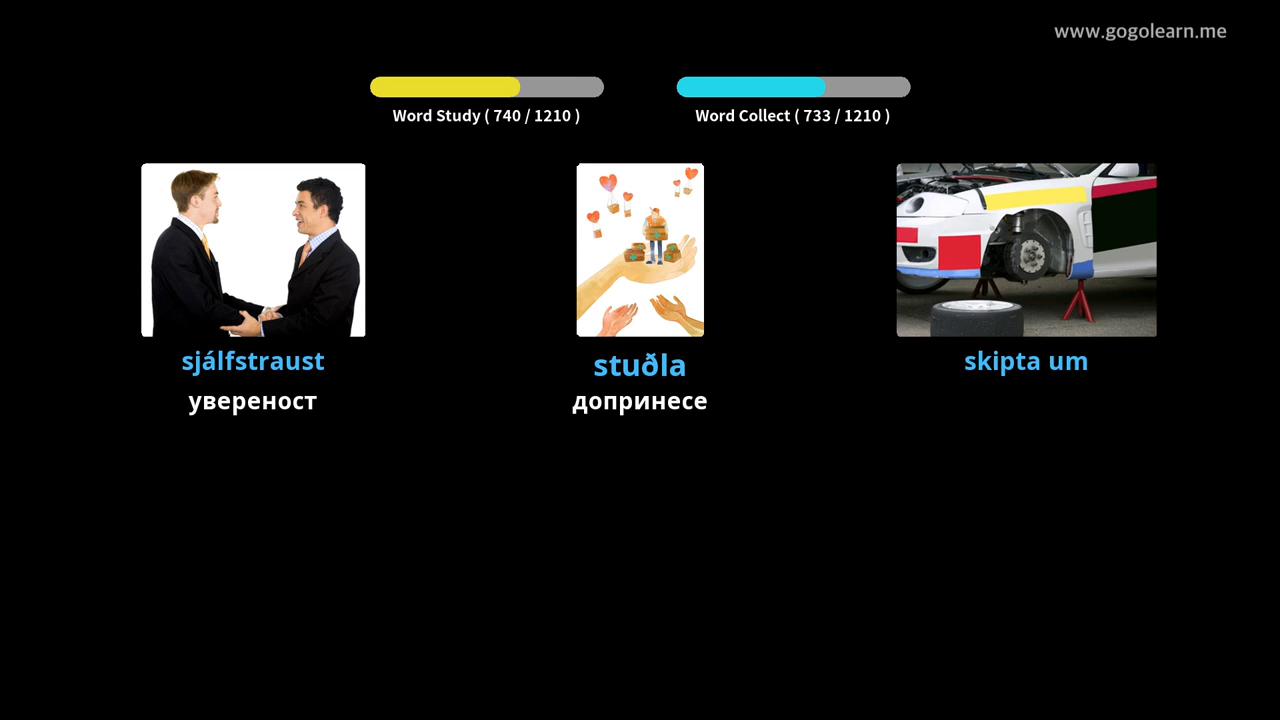 www.gogolearn.me
Word Study ( 740 / 1210 )
Word Collect ( 733 / 1210 )
sjálfstraust
stuðla
skipta um
увереност
допринесе